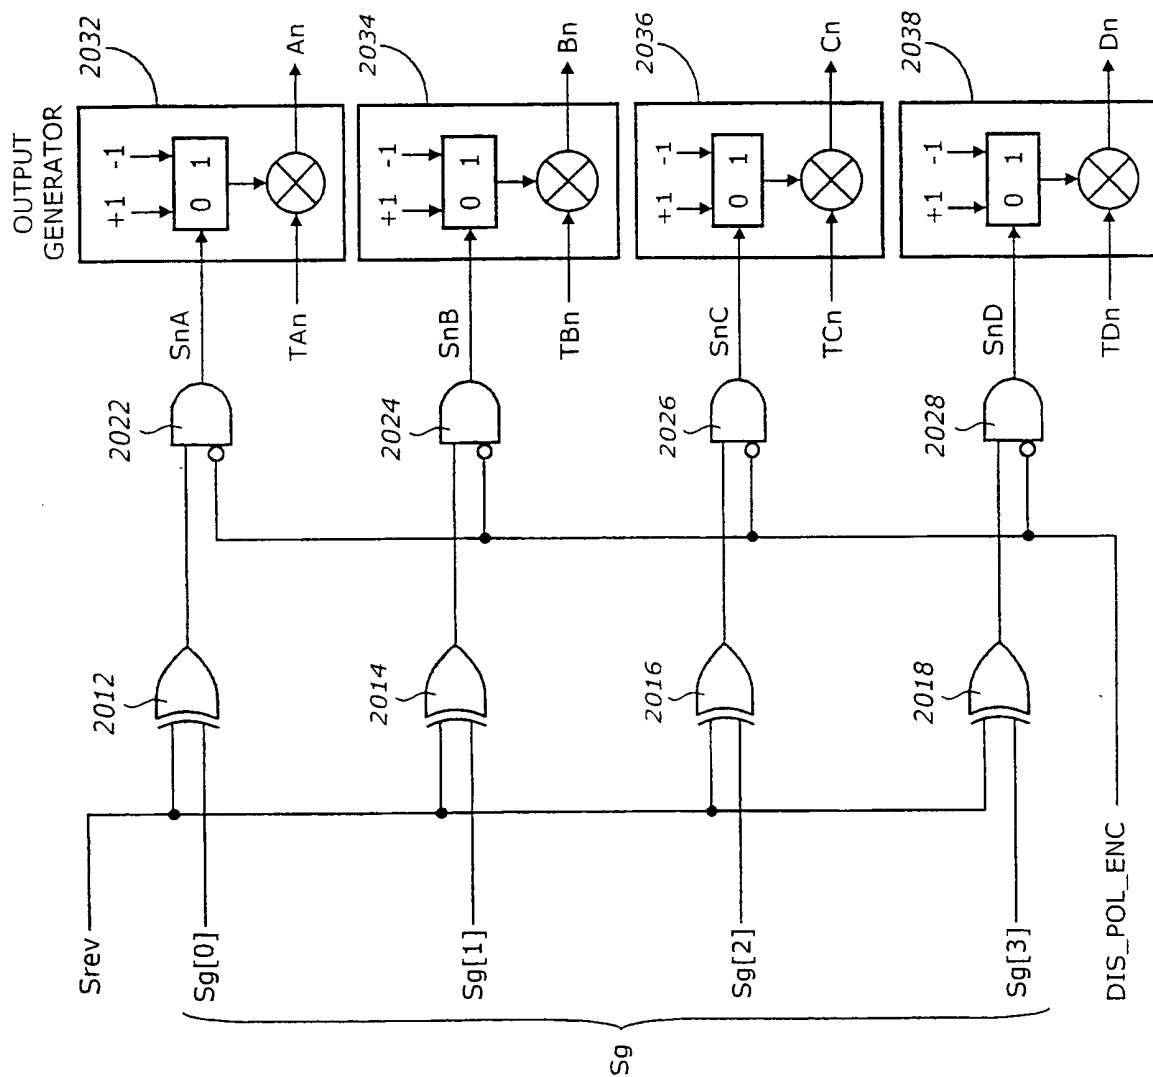 OUTPUT
GENERATOR
2032
+1 -1
0 1
An
SnA
TAn
2022
2012
Srev
Sg[0]
2034
+1 -1
0 1
Bn
SnB
TBn
2024
2014
Sg[1]
2036
+1 -1
0 1
Cn
SnC
TCn
2026
2016
Sg[2]
2038
+1 -1
0 1
Dn
SnD
TDn
2028
2018
Sg[3]
Sg
DIS_POL_ENC